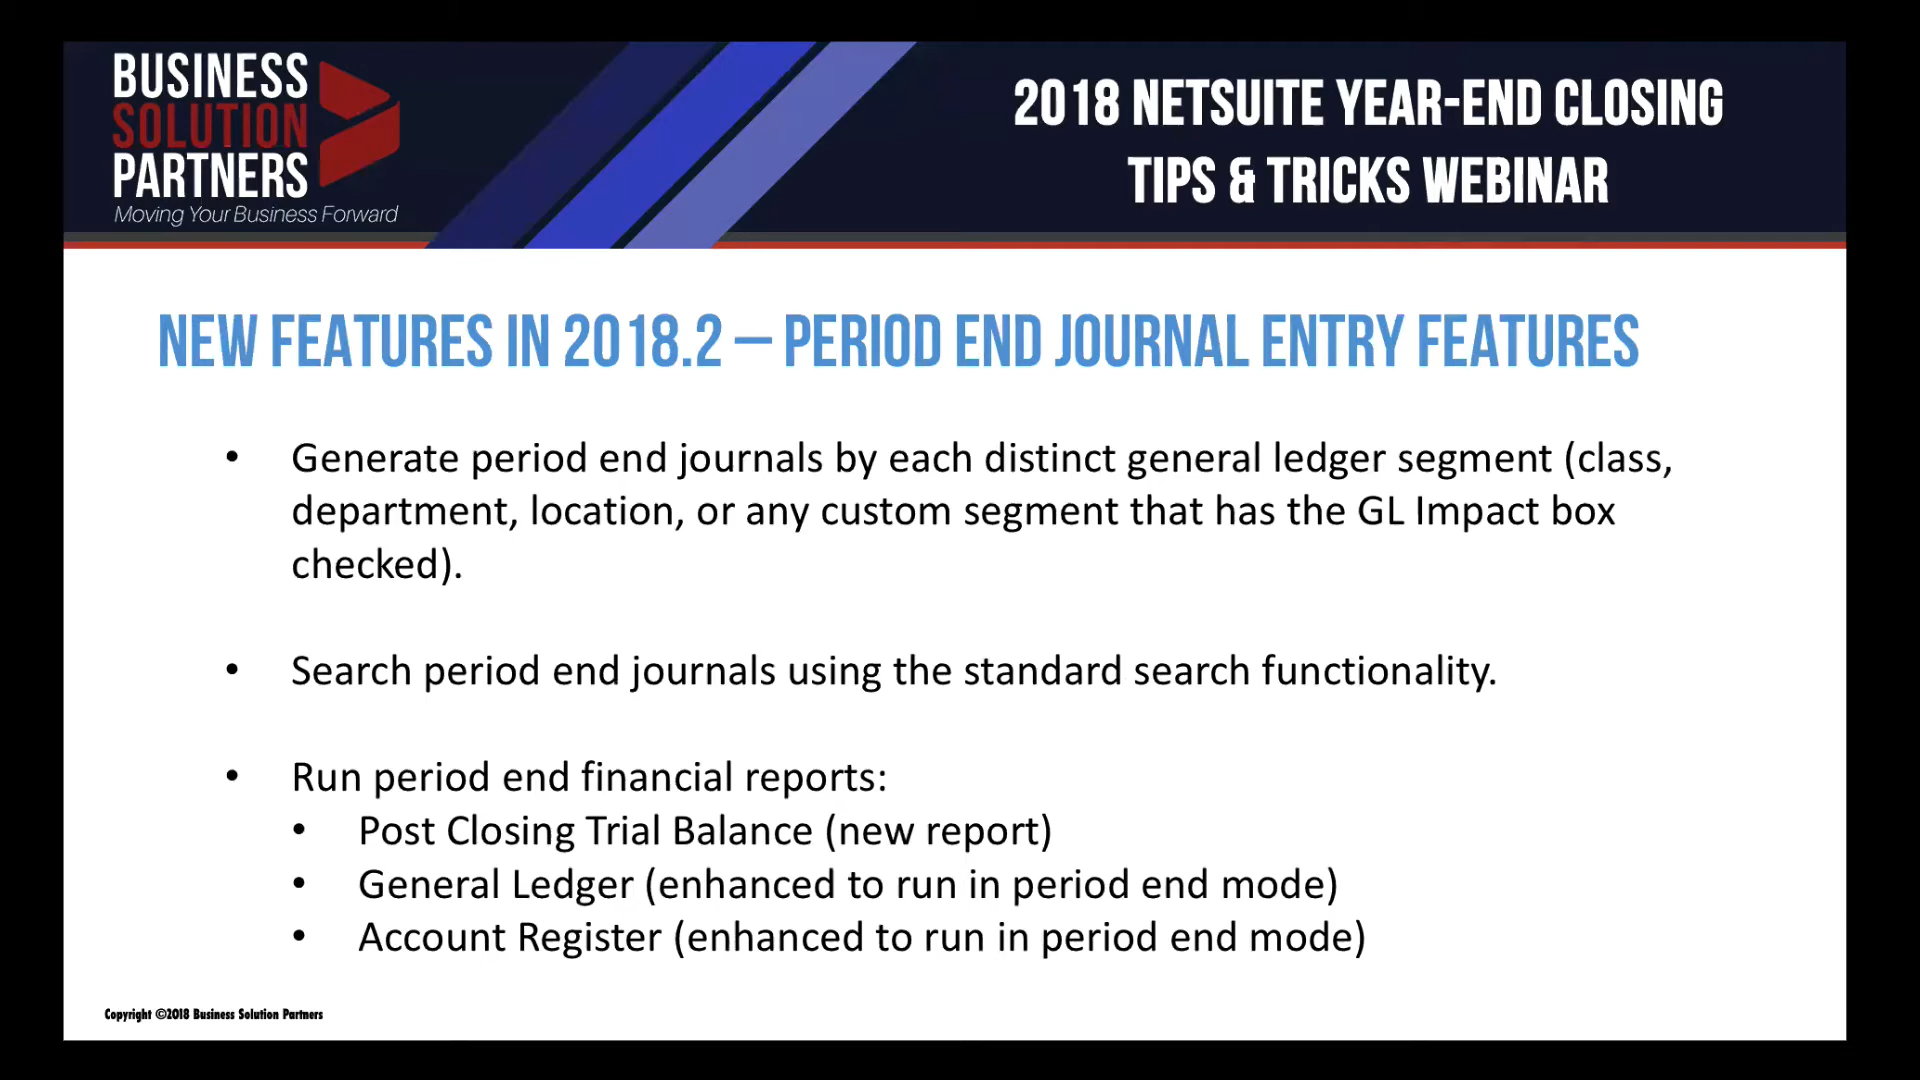 BUSINESS
SOLUTION
PARTNERS
Moving Your Business Forward
2018 NETSUITE YEAR-END CLOSING
TIPS & TRICKS WEBINAR
NEW FEATURES IN 2018.2 – PERIOD END JOURNAL ENTRY FEATURES
• Generate period end journals by each distinct general ledger segment (class,
department, location, or any custom segment that has the GL Impact box
checked).
• Search period end journals using the standard search functionality.
• Run period end financial reports:
• Post Closing Trial Balance (new report)
• General Ledger (enhanced to run in period end mode)
• Account Register (enhanced to run in period end mode)
Copyright ©2018 Business Solution Partners